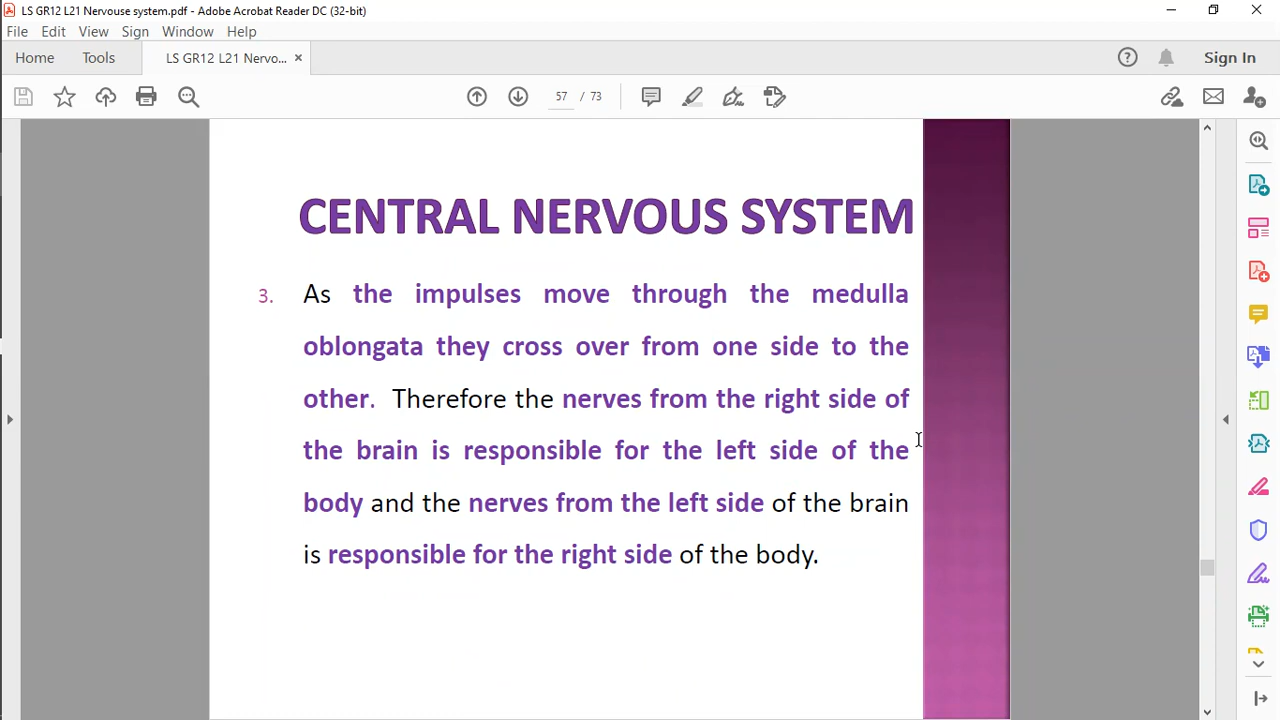 LS GR12 L21 Nervouse system.pdf - Adobe Acrobat Reader DC (32-bit)
File Edit View Sign Window Help
Home Tools LS GR12 L21 Nervo... × Sign In
57 / 73
CENTRAL NERVOUS SYSTEM
3. As the impulses move through the medulla
oblongata they cross over from one side to the
other. Therefore the nerves from the right side of
the brain is responsible for the left side of the
body and the nerves from the left side of the brain
is responsible for the right side of the body.